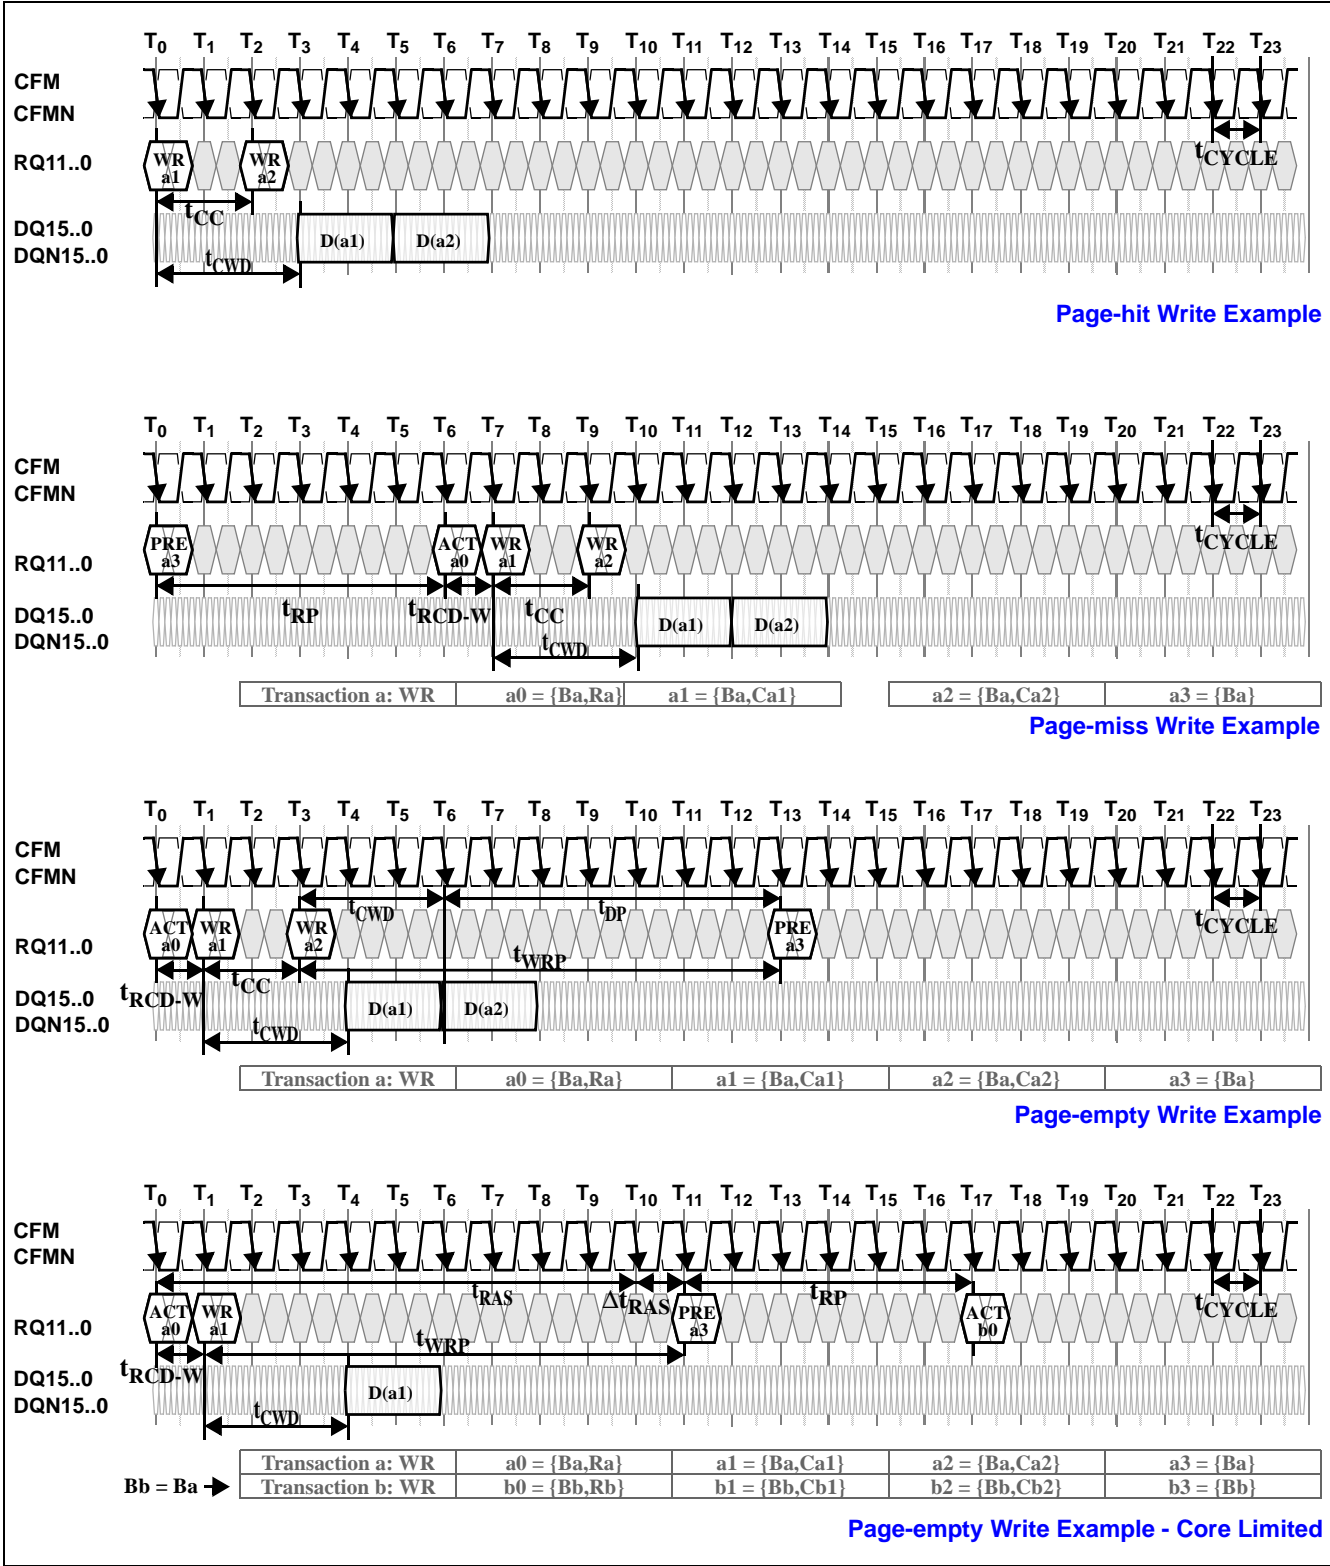 T0 T1 T2 T3 T4 T5 T6 T7 T8 T9 T10 T11 T12 T13 T14 T15 T16 T17 T18 T19 T20 T21 T22 T23
CFM
CFMN
RQ11..0
WR a1
WR a2
tCYCLE
tCC
DQ15..0
DQN15..0
D(a1) D(a2)
tCWD
Page-hit Write Example
T0 T1 T2 T3 T4 T5 T6 T7 T8 T9 T10 T11 T12 T13 T14 T15 T16 T17 T18 T19 T20 T21 T22 T23
CFM
CFMN
RQ11..0
PRE a3
ACT a0
WR a1
WR a2
tCYCLE
tRP tRCD-W tCC
DQ15..0
DQN15..0
D(a1) D(a2)
tCWD
Transaction a: WR a0 = {Ba,Ra} a1 = {Ba,Ca1} a2 = {Ba,Ca2} a3 = {Ba}
Page-miss Write Example
T0 T1 T2 T3 T4 T5 T6 T7 T8 T9 T10 T11 T12 T13 T14 T15 T16 T17 T18 T19 T20 T21 T22 T23
CFM
CFMN
tCWD tDP
RQ11..0
ACT a0
WR a1
WR a2
PRE a3
tCYCLE
tWRP
tRCD-W tCC
DQ15..0
DQN15..0
D(a1) D(a2)
tCWD
Transaction a: WR a0 = {Ba,Ra} a1 = {Ba,Ca1} a2 = {Ba,Ca2} a3 = {Ba}
Page-empty Write Example
T0 T1 T2 T3 T4 T5 T6 T7 T8 T9 T10 T11 T12 T13 T14 T15 T16 T17 T18 T19 T20 T21 T22 T23
CFM
CFMN
tRAS ΔtRAS tRP
RQ11..0
ACT a0
WR a1
PRE a3
ACT b0
tCYCLE
tWRP
tRCD-W
DQ15..0
DQN15..0
D(a1)
tCWD
Transaction a: WR a0 = {Ba,Ra} a1 = {Ba,Ca1} a2 = {Ba,Ca2} a3 = {Ba}
Bb = Ba Transaction b: WR b0 = {Bb,Rb} b1 = {Bb,Cb1} b2 = {Bb,Cb2} b3 = {Bb}
Page-empty Write Example - Core Limited